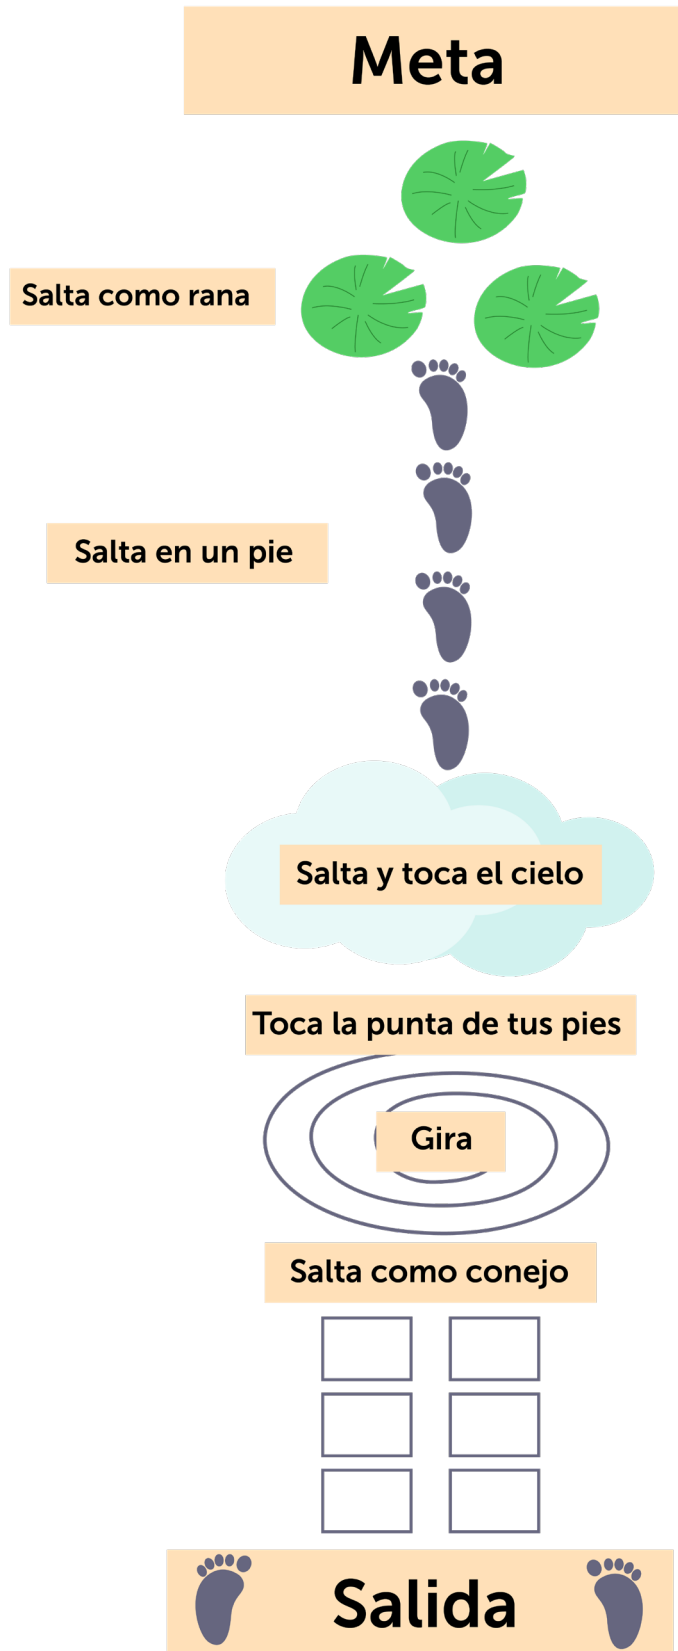 Meta
Salta como rana
Salta en un pie
Salta y toca el cielo
Toca la punta de tus pies
Gira
Salta como conejo
Salida